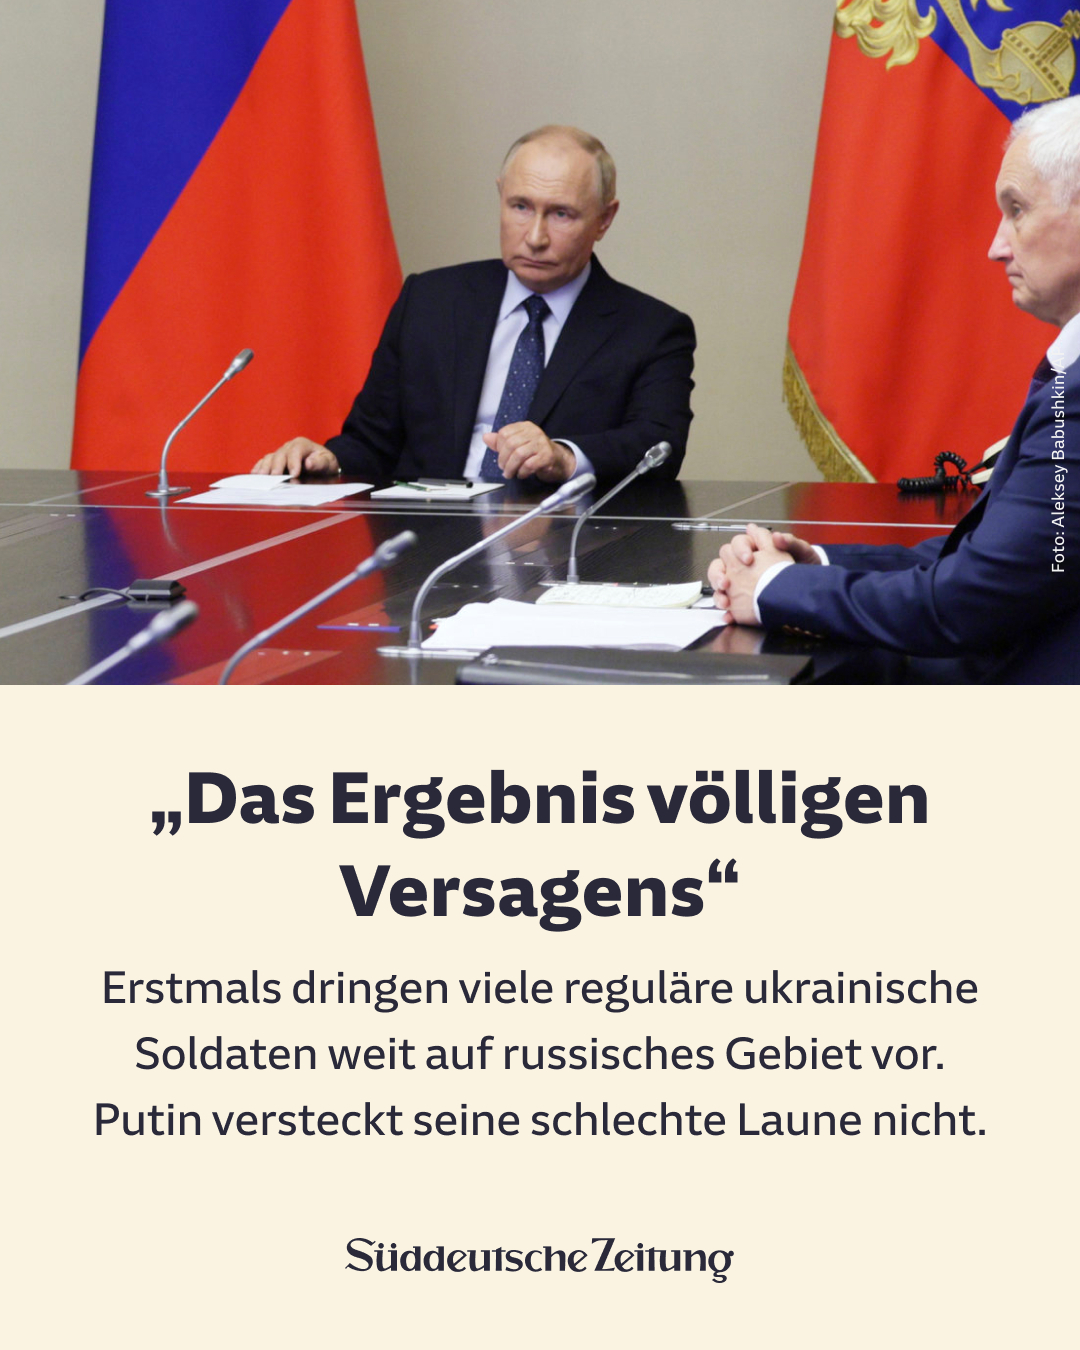 Foto: Aleksey Babushkin/
„Das Ergebnis völligen
Versagens“
Erstmals dringen viele reguläre ukrainische
Soldaten weit auf russisches Gebiet vor.
Putin versteckt seine schlechte Laune nicht.
Süddeutsche Zeitung